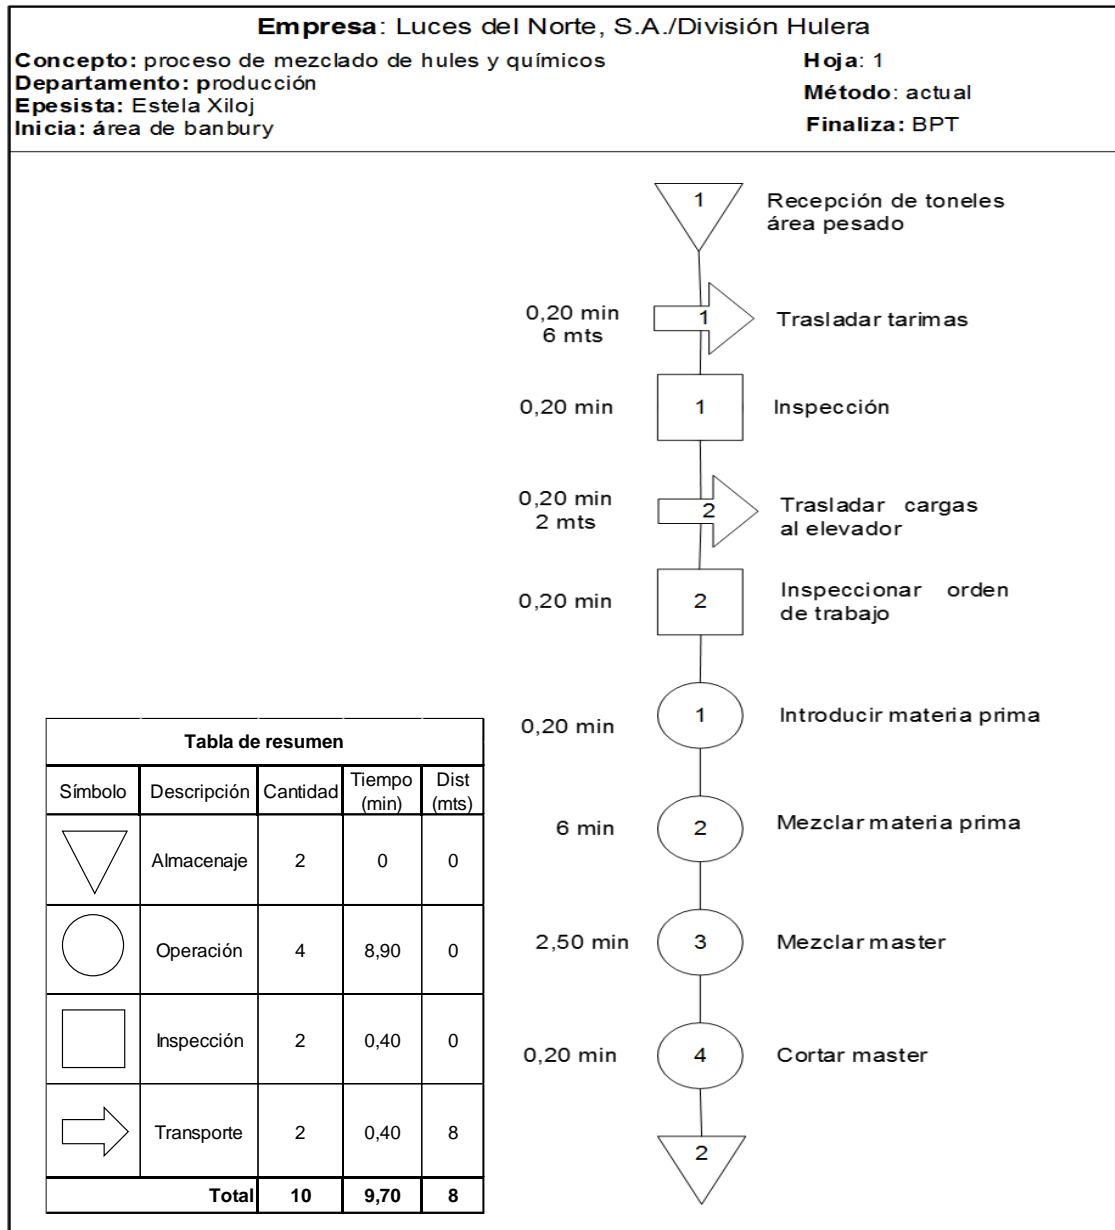 Empresa: Luces del Norte, S.A./División Hulera
Concepto: proceso de mezclado de hules y químicos
Departamento: producción
Epesista: Estela Xiloj
Inicia: área de banbury
Hoja: 1
Método: actual
Finaliza: BPT
1
Recepción de toneles
área pesado
0,20 min
6 mts
1
Trasladar tarimas
0,20 min
1
Inspección
0,20 min
2 mts
2
Trasladar cargas
al elevador
0,20 min
2
Inspeccionar orden
de trabajo
0,20 min
1
Introducir materia prima
6 min
2
Mezclar materia prima
2,50 min
3
Mezclar master
0,20 min
4
Cortar master
2
Tabla de resumen
Símbolo Descripción Cantidad Tiempo (min) Dist (mts)
Almacenaje 2 0 0
Operación 4 8,90 0
Inspección 2 0,40 0
Transporte 2 0,40 8
Total 10 9,70 8